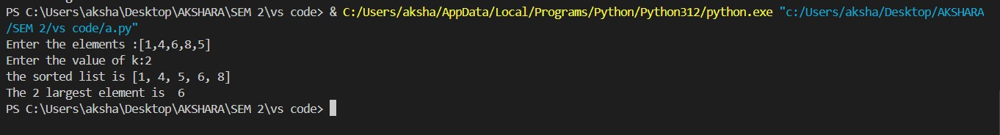 PS C:\Users\aksha\Desktop\AKSHARA\SEM 2\vs code> & C:/Users/aksha/AppData/Local/Programs/Python/Python312/python.exe "c:/Users/aksha/Desktop/AKSHARA
/SEM 2/vs code/a.py"
Enter the elements :[1,4,6,8,5]
Enter the value of k:2
the sorted list is [1, 4, 5, 6, 8]
The 2 largest element is  6
PS C:\Users\aksha\Desktop\AKSHARA\SEM 2\vs code>